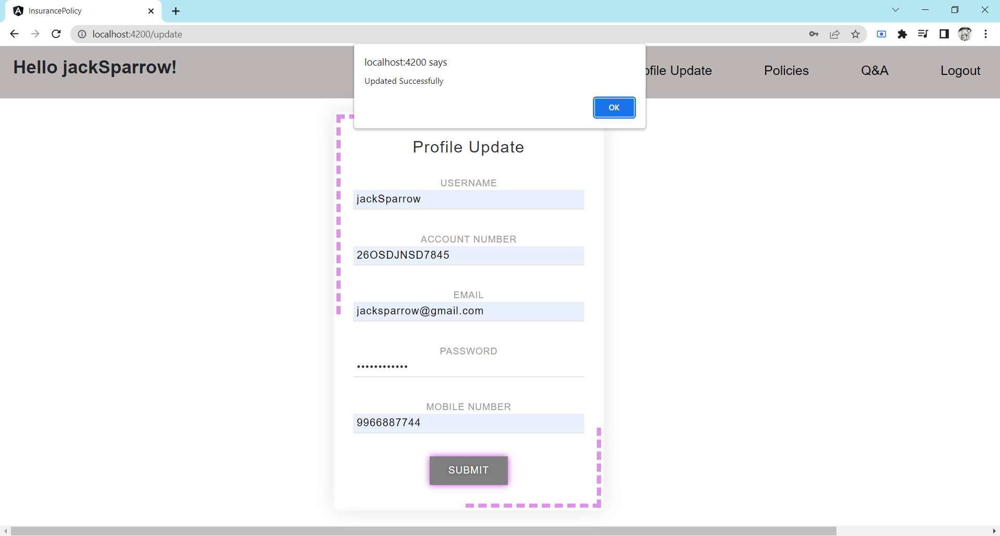 InsurancePolicy
localhost:4200/update
Hello jackSparrow!
ofile Update
Policies
Q&A
Logout
localhost:4200 says
Updated Successfully
OK
Profile Update
USERNAME
jackSparrow
ACCOUNT NUMBER
26OSDJNSD7845
EMAIL
jacksparrow@gmail.com
PASSWORD
••••••••••••
MOBILE NUMBER
9966887744
SUBMIT